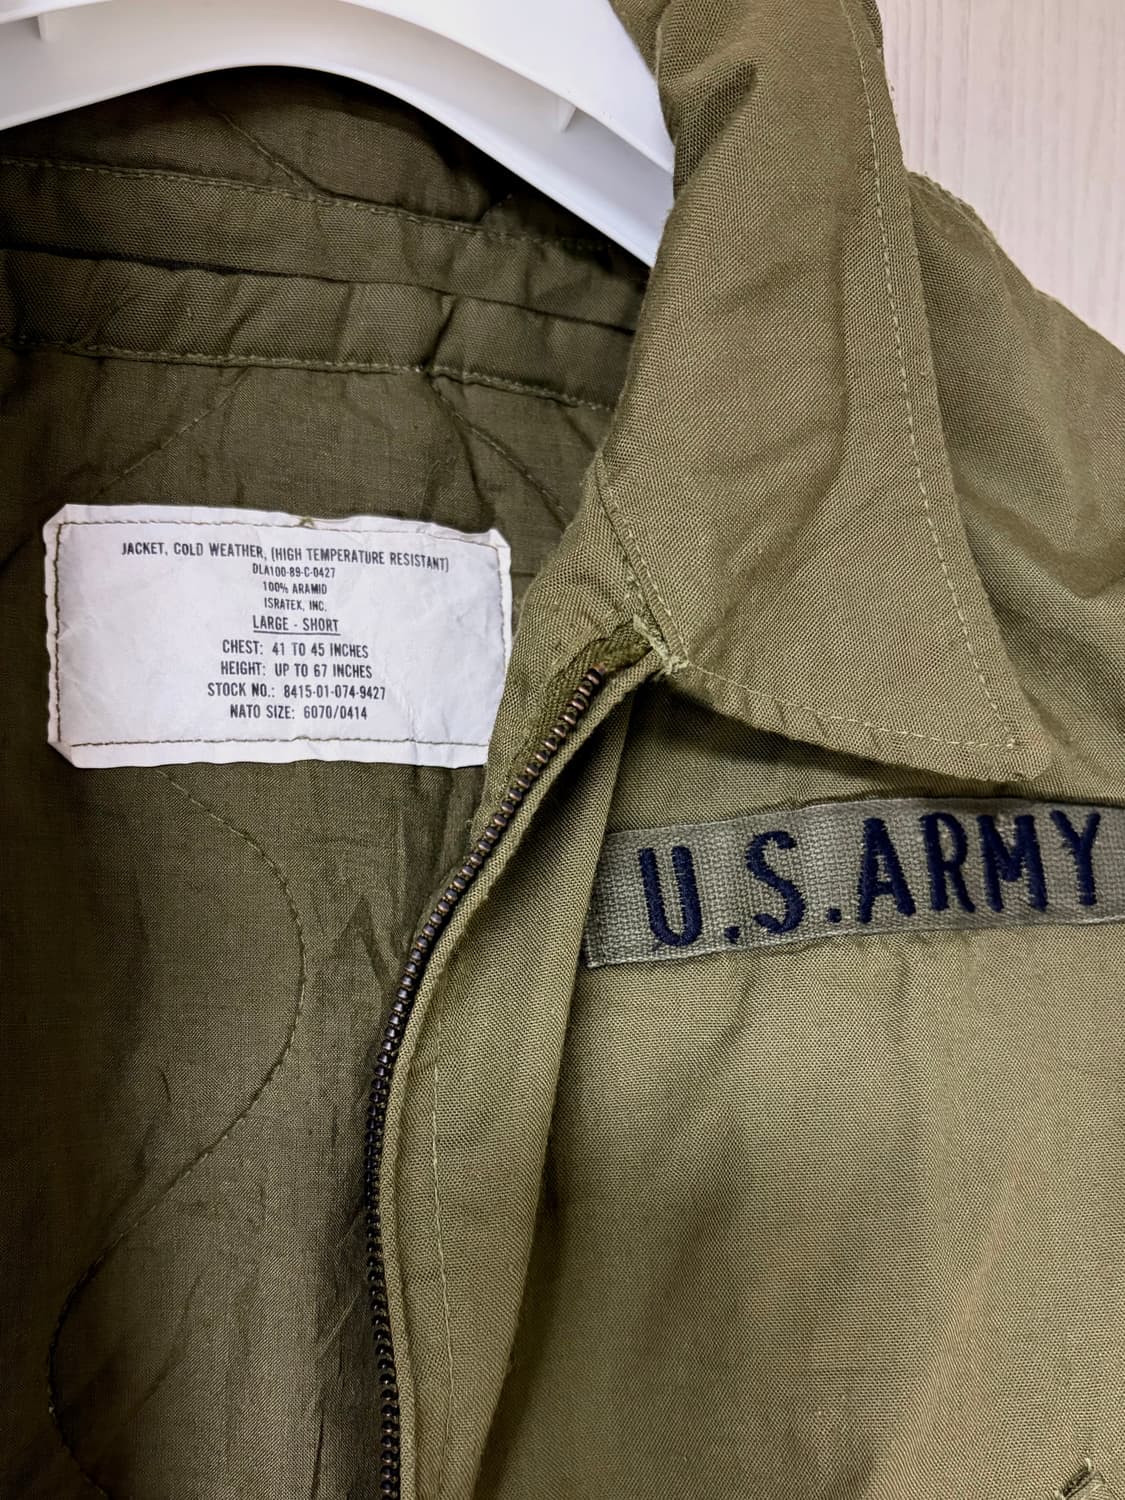 JACKET, COLD WEATHER, (HIGH TEMPERATURE RESISTANT)
DLA100-89-C-0427
100% ARAMID
ISRATEX, INC.
LARGE - SHORT
CHEST: 41 TO 45 INCHES
HEIGHT: UP TO 67 INCHES
STOCK NO.: 8415-01-074-9427
NATO SIZE: 6070/0414
U.S.ARMY